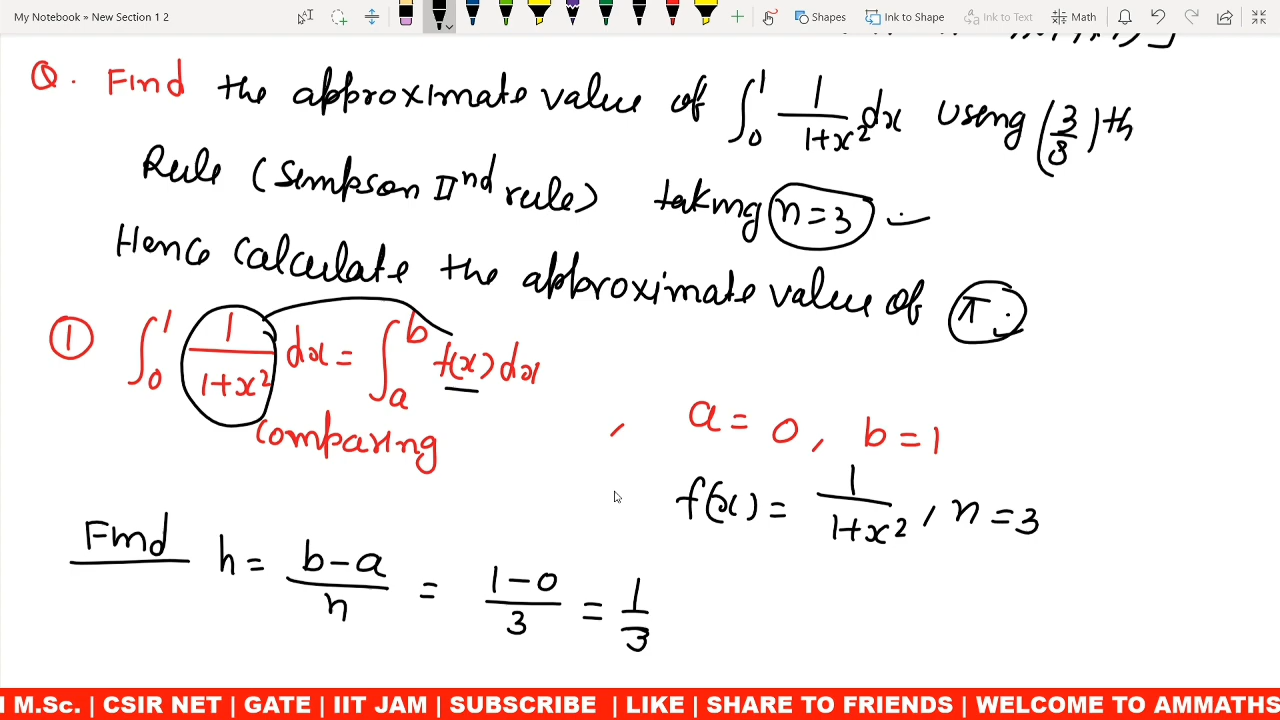 My Notebook » New Section 1 2
Shapes
Ink to Shape
Ink to Text
Math
Q. Find the approximate value of ∫₀¹ 1/(1+x²) dx using (3/8)th
Rule (Simpson IInd rule) taking n=3
Hence calculate the approximate value of π.
① ∫₀¹ 1/(1+x²) dx = ∫ₐᵇ f(x) dx
comparing , a = 0, b = 1
f(x) = 1/(1+x²), n = 3
Find h = (b-a)/n = (1-0)/3 = 1/3
M.Sc. | CSIR NET | GATE | IIT JAM | SUBSCRIBE | LIKE | SHARE TO FRIENDS | WELCOME TO AMMATHS